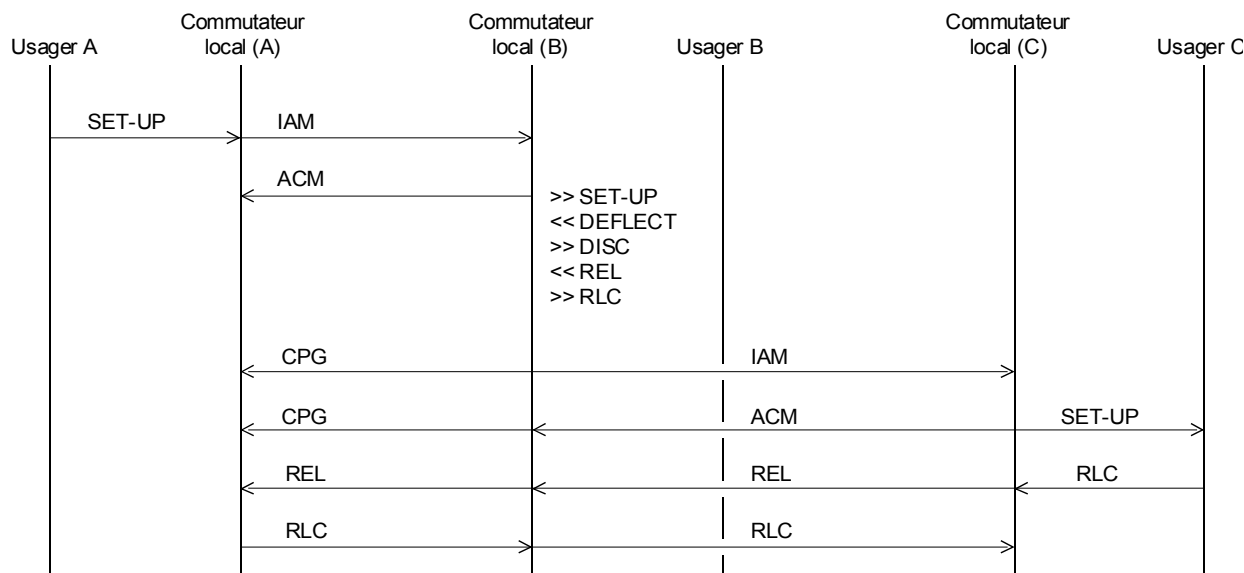 Commutateur
Commutateur
Commutateur
Usager A
local (A)
local (B)
Usager B
local (C)
Usager C
SET-UP
IAM
ACM
>> SET-UP
<< DEFLECT
>> DISC
<< REL
>> RLC
CPG
IAM
CPG
ACM
SET-UP
REL
REL
RLC
RLC
RLC